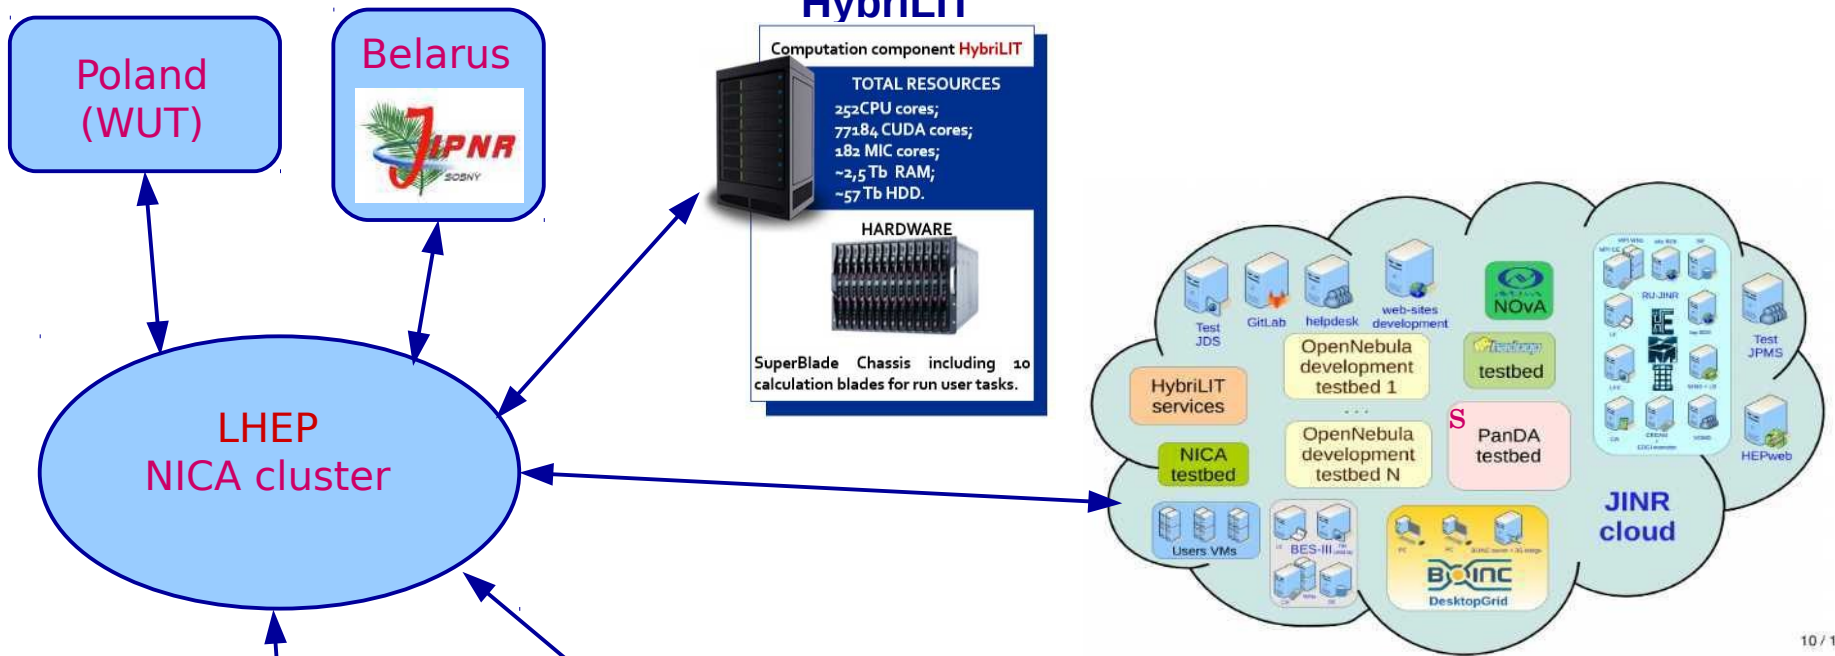 HybriLIT
Poland
(WUT)
Belarus
JIPNR
SOSNY
Computation component HybriLIT
TOTAL RESOURCES
252CPU cores;
77184 CUDA cores;
182 MIC cores;
~2,5 Tb RAM;
~57 Tb HDD.
HARDWARE
SuperBlade Chassis including 10
calculation blades for run user tasks.
LHEP
NICA cluster
Test
JDS
GitLab
helpdesk
web-sites
development
NOvA
RU-JINR
Test
JPMS
HEPweb
OpenNebula
development
testbed 1
. . .
OpenNebula
development
testbed N
hadoop
testbed
HybriLIT
services
NICA
testbed
S
PanDA
testbed
Users VMs
BES-III
PC
PC
BOINC
DesktopGrid
JINR
cloud
10 / 1